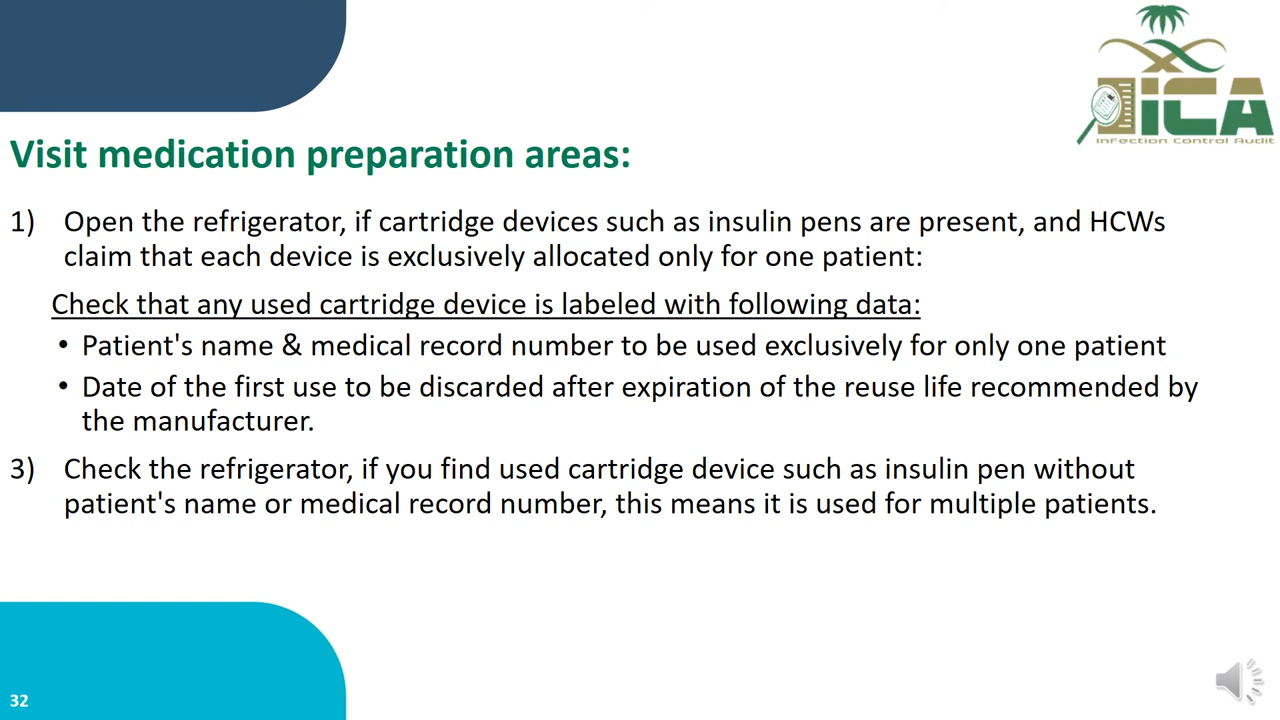 iCA
Infection Control Audit
Visit medication preparation areas:
1) Open the refrigerator, if cartridge devices such as insulin pens are present, and HCWs
claim that each device is exclusively allocated only for one patient:
Check that any used cartridge device is labeled with following data:
• Patient's name & medical record number to be used exclusively for only one patient
• Date of the first use to be discarded after expiration of the reuse life recommended by
the manufacturer.
3) Check the refrigerator, if you find used cartridge device such as insulin pen without
patient's name or medical record number, this means it is used for multiple patients.
32